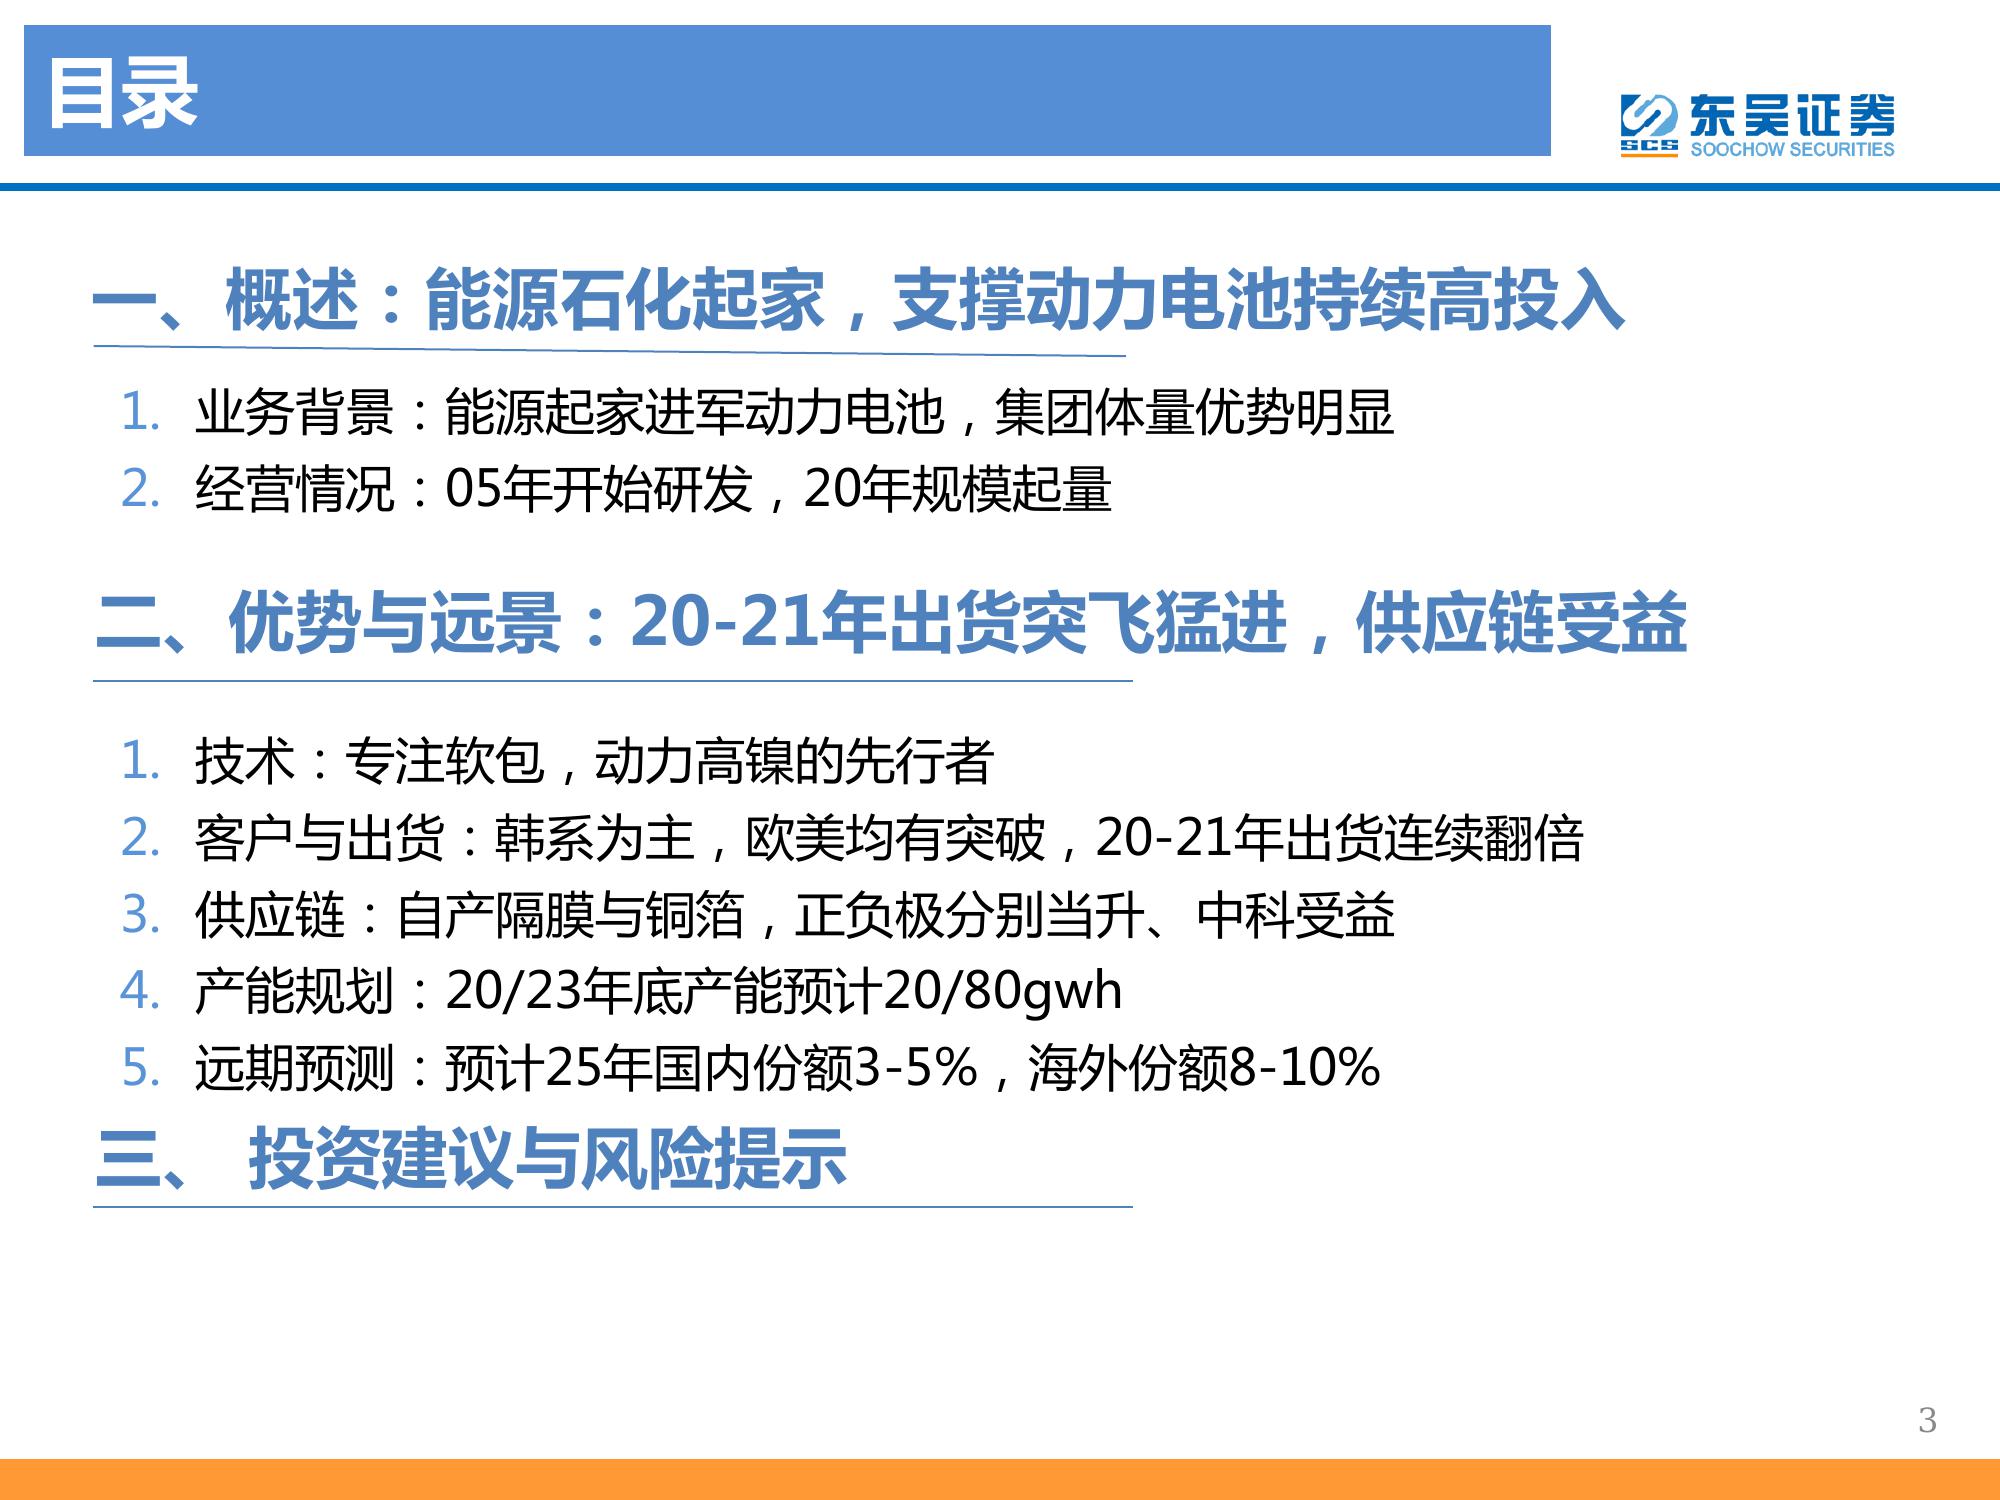 目录
SCS
东吴证券
SOOCHOW SECURITIES
一、概述：能源石化起家，支撑动力电池持续高投入
1. 业务背景：能源起家进军动力电池，集团体量优势明显
2. 经营情况：05年开始研发，20年规模起量
二、优势与远景：20-21年出货突飞猛进，供应链受益
1. 技术：专注软包，动力高镍的先行者
2. 客户与出货：韩系为主，欧美均有突破，20-21年出货连续翻倍
3. 供应链：自产隔膜与铜箔，正负极分别当升、中科受益
4. 产能规划：20/23年底产能预计20/80gwh
5. 远期预测：预计25年国内份额3-5%，海外份额8-10%
三、 投资建议与风险提示
3